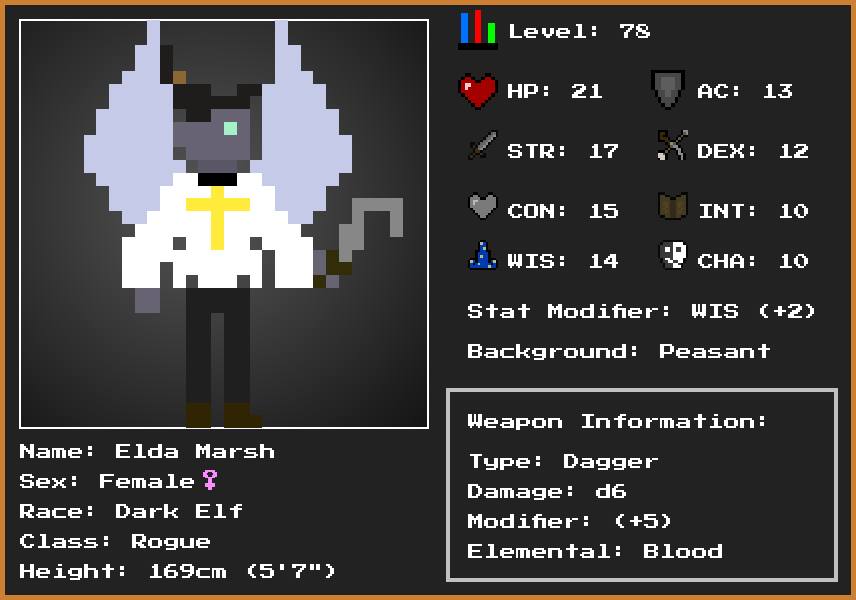 Level: 78
HP: 21 AC: 13
STR: 17 DEX: 12
CON: 15 INT: 10
WIS: 14 CHA: 10
Stat Modifier: WIS (+2)
Background: Peasant
Weapon Information:
Type: Dagger
Damage: d6
Modifier: (+5)
Elemental: Blood
Name: Elda Marsh
Sex: Female♀
Race: Dark Elf
Class: Rogue
Height: 169cm (5'7")